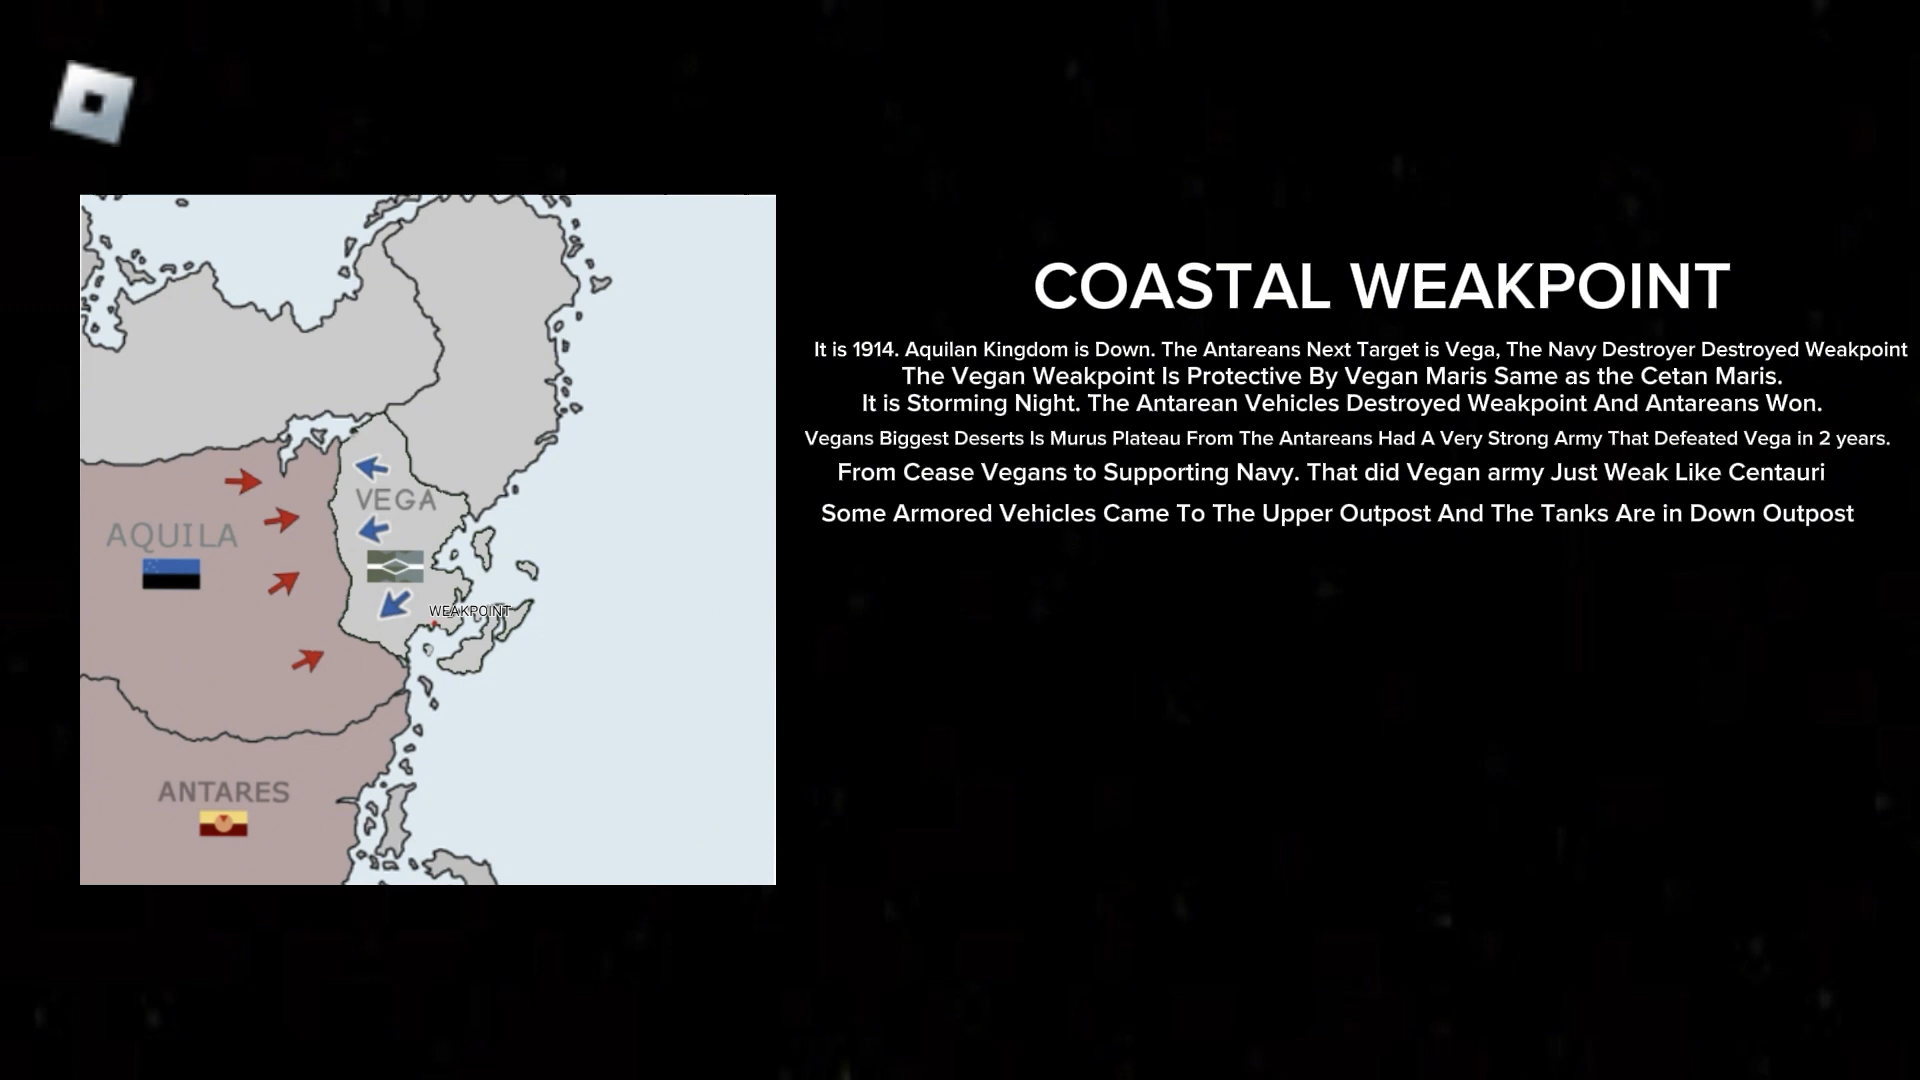 COASTAL WEAKPOINT
It is 1914. Aquilan Kingdom is Down. The Antareans Next Target is Vega, The Navy Destroyer Destroyed Weakpoint
The Vegan Weakpoint Is Protective By Vegan Maris Same as the Cetan Maris.
It is Storming Night. The Antarean Vehicles Destroyed Weakpoint And Antareans Won.
Vegans Biggest Deserts Is Murus Plateau From The Antareans Had A Very Strong Army That Defeated Vega in 2 years.
From Cease Vegans to Supporting Navy. That did Vegan army Just Weak Like Centauri
Some Armored Vehicles Came To The Upper Outpost And The Tanks Are in Down Outpost
VEGA
AQUILA
WEAKPOINT
ANTARES